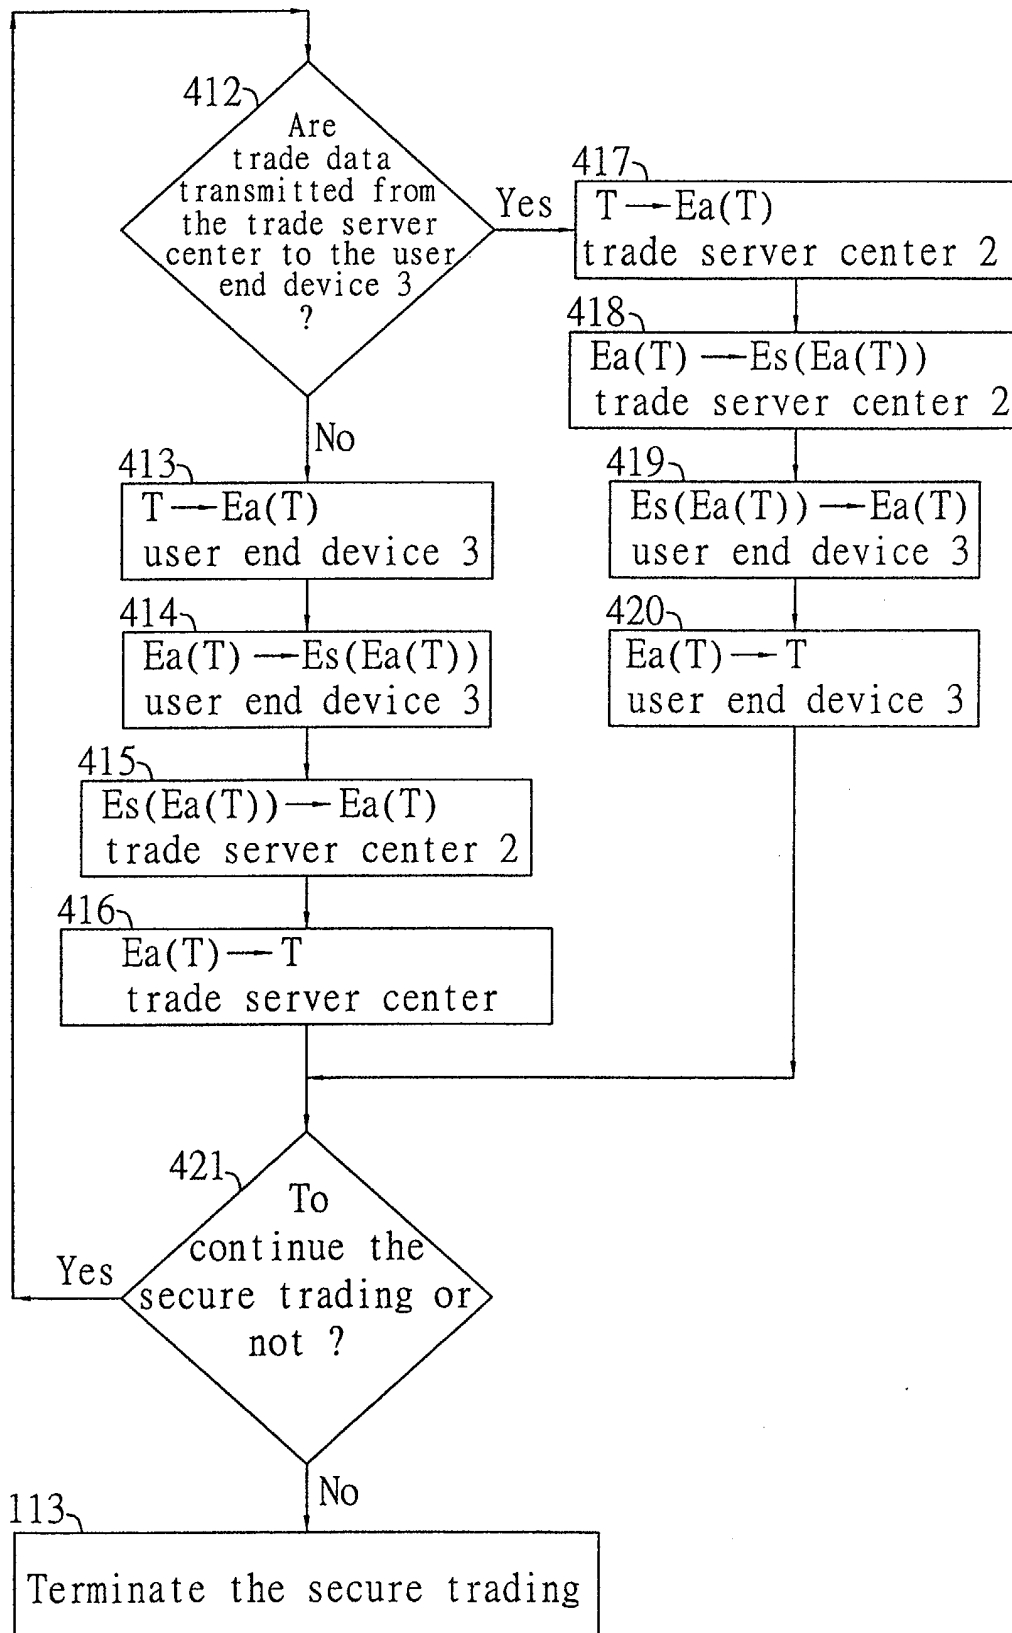 412
Are
trade data
transmitted from
the trade server
center to the user
end device 3
?
Yes
417
T→Ea(T)
trade server center 2
418
Ea(T)→Es(Ea(T))
trade server center 2
419
Es(Ea(T))→Ea(T)
user end device 3
420
Ea(T)→T
user end device 3
No
413
T→Ea(T)
user end device 3
414
Ea(T)→Es(Ea(T))
user end device 3
415
Es(Ea(T))→Ea(T)
trade server center 2
416
Ea(T)→T
trade server center
421
To
continue the
secure trading or
not ?
Yes
No
113
Terminate the secure trading